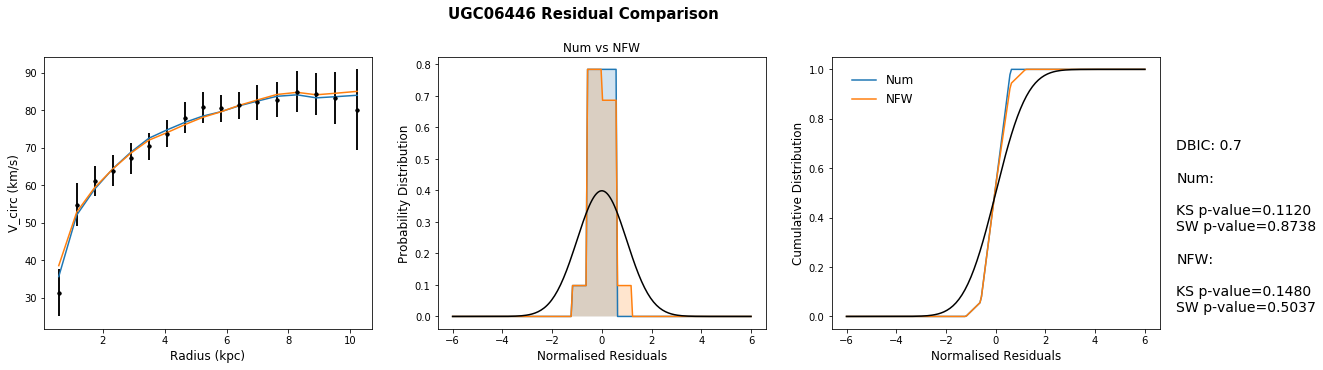 UGC06446 Residual Comparison
V_circ (km/s)
90
80
70
60
50
40
30
2
4
6
8
10
Radius (kpc)
Num vs NFW
Probability Distribution
0.8
0.7
0.6
0.5
0.4
0.3
0.2
0.1
0.0
−6
−4
−2
0
2
4
6
Normalised Residuals
Cumulative Distribution
1.0
0.8
0.6
0.4
0.2
0.0
Num
NFW
−6
−4
−2
0
2
4
6
Normalised Residuals
DBIC: 0.7
Num:
KS p-value=0.1120
SW p-value=0.8738
NFW:
KS p-value=0.1480
SW p-value=0.5037